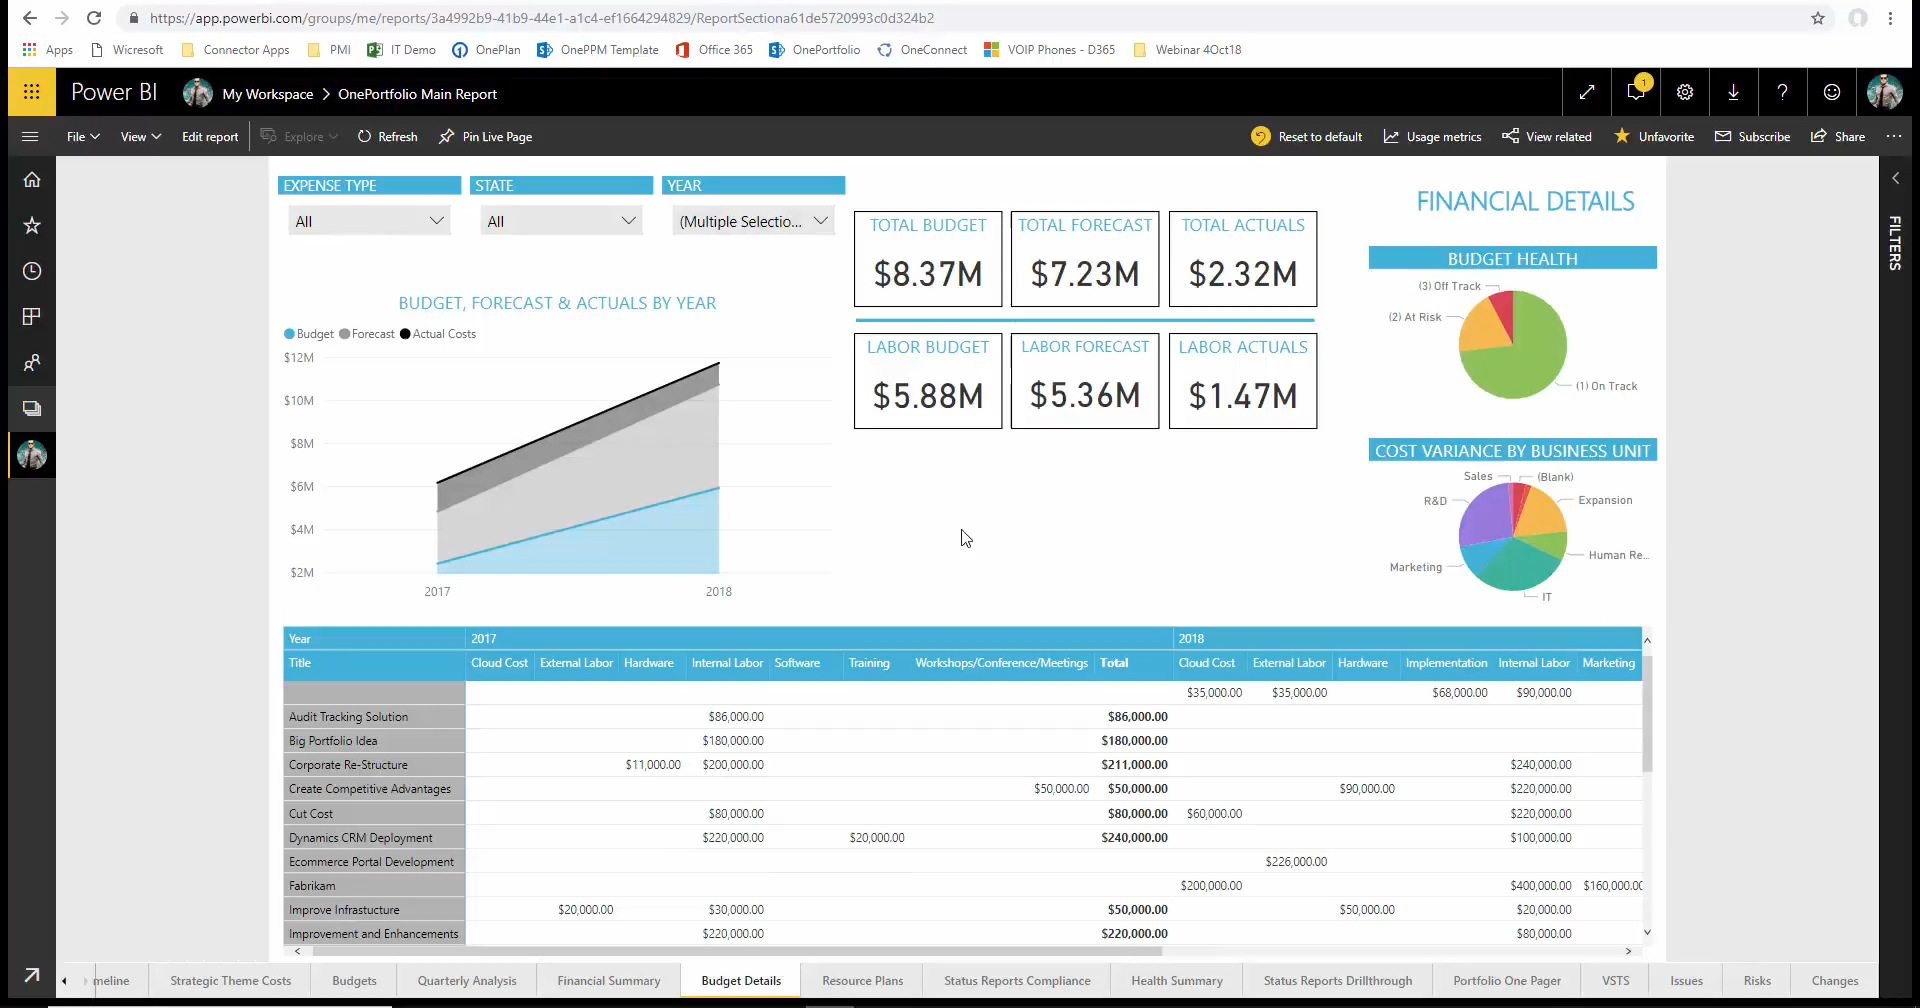 https://app.powerbi.com/groups/me/reports/3a4992b9-41b9-44e1-a1c4-ef1664294829/ReportSectiona61de5720993c0d324b2
Apps Wicresoft Connector Apps PMI IT Demo OnePlan OnePPM Template Office 365 OnePortfolio OneConnect VOIP Phones - D365 Webinar 4Oct18
Power BI My Workspace > OnePortfolio Main Report 1 ?
File View Edit report Explore Refresh Pin Live Page Reset to default Usage metrics View related Unfavorite Subscribe Share ...
EXPENSE TYPE STATE YEAR
All All (Multiple Selectio...
FINANCIAL DETAILS
FILTERS
TOTAL BUDGET TOTAL FORECAST TOTAL ACTUALS
$8.37M $7.23M $2.32M
LABOR BUDGET LABOR FORECAST LABOR ACTUALS
$5.88M $5.36M $1.47M
BUDGET HEALTH
(3) Off Track
(2) At Risk
(1) On Track
BUDGET, FORECAST & ACTUALS BY YEAR
Budget Forecast Actual Costs
$12M
$10M
$8M
$6M
$4M
$2M
2017 2018
COST VARIANCE BY BUSINESS UNIT
Sales (Blank)
R&D Expansion
Human Re...
Marketing
IT
Year 2017 2018
Title Cloud Cost External Labor Hardware Internal Labor Software Training Workshops/Conference/Meetings Total Cloud Cost External Labor Hardware Implementation Internal Labor Marketing
$35,000.00 $35,000.00 $68,000.00 $90,000.00
Audit Tracking Solution $86,000.00 $86,000.00
Big Portfolio Idea $180,000.00 $180,000.00
Corporate Re-Structure $11,000.00 $200,000.00 $211,000.00 $240,000.00
Create Competitive Advantages $50,000.00 $50,000.00 $90,000.00 $220,000.00
Cut Cost $80,000.00 $80,000.00 $60,000.00 $220,000.00
Dynamics CRM Deployment $220,000.00 $20,000.00 $240,000.00 $100,000.00
Ecommerce Portal Development $226,000.00
Fabrikam $200,000.00 $400,000.00 $160,000.00
Improve Infrastucture $20,000.00 $30,000.00 $50,000.00 $50,000.00 $20,000.00
Improvement and Enhancements $220,000.00 $220,000.00 $80,000.00
meline Strategic Theme Costs Budgets Quarterly Analysis Financial Summary Budget Details Resource Plans Status Reports Compliance Health Summary Status Reports Drillthrough Portfolio One Pager VSTS Issues Risks Changes